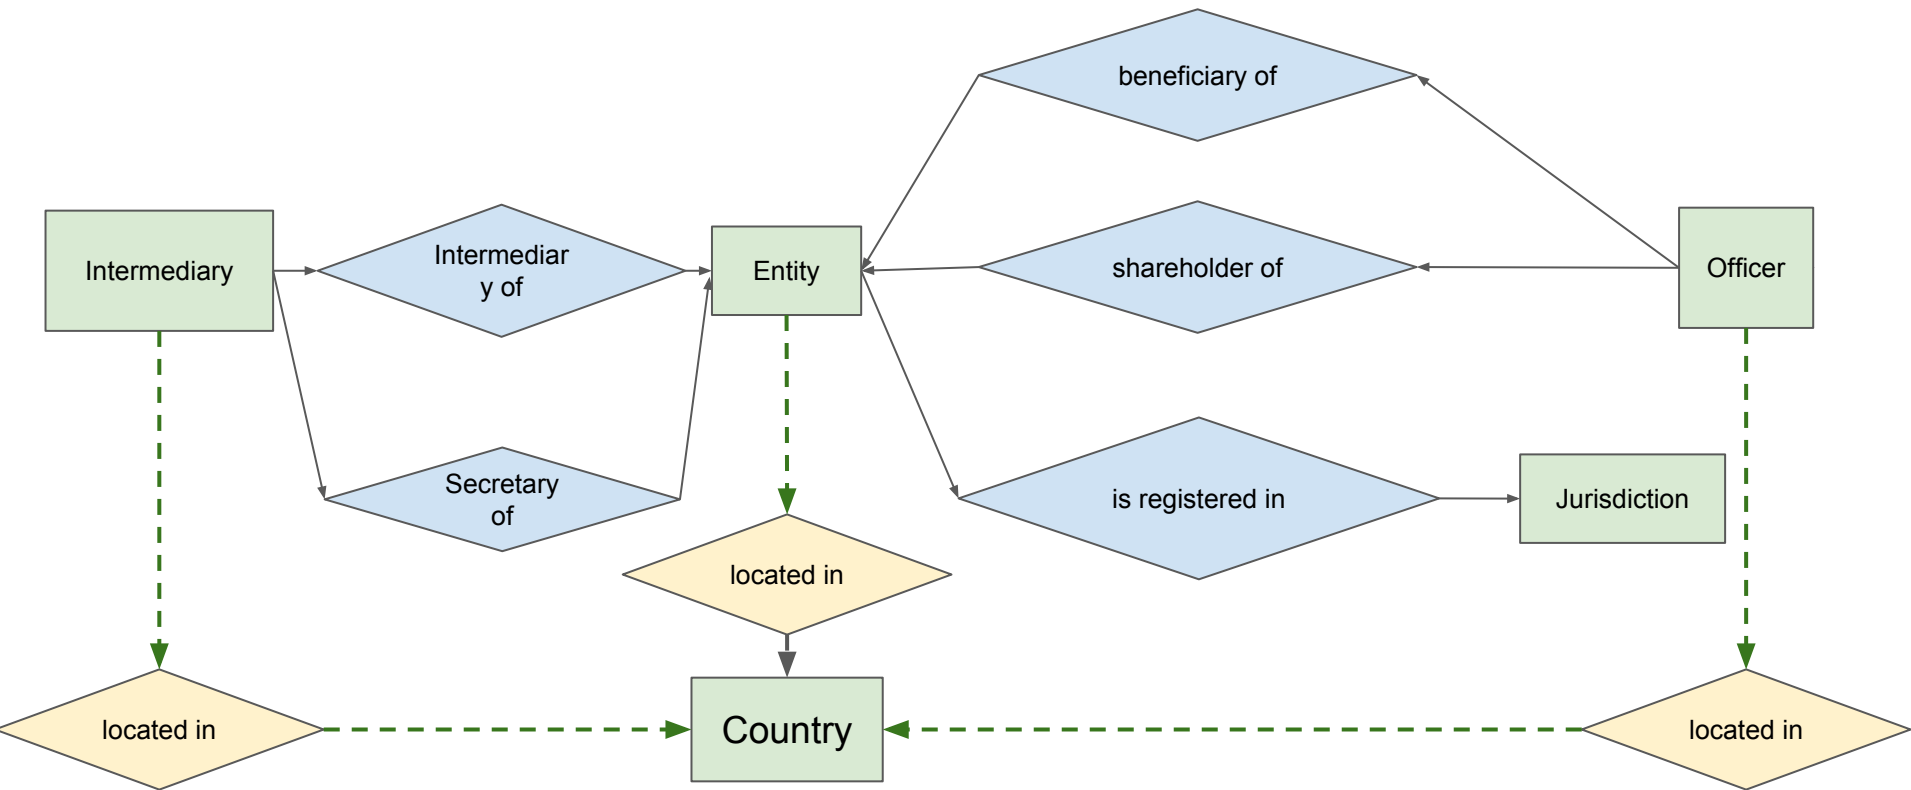 beneficiary of
Intermediary
Intermediar
y of
Entity
shareholder of
Officer
Secretary
of
is registered in
Jurisdiction
located in
located in
Country
located in